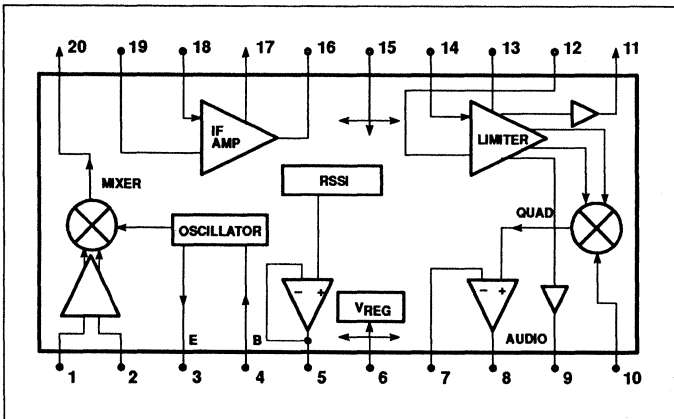 20 19 18 17 16 15 14 13 12 11
IF
AMP
LIMITER
MIXER
RSSI
QUAD
OSCILLATOR
- +
- +
VREG
E B
AUDIO
1 2 3 4 5 6 7 8 9 10